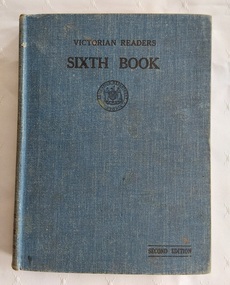 VICTORIAN READERS
SIXTH BOOK
SECOND EDITION